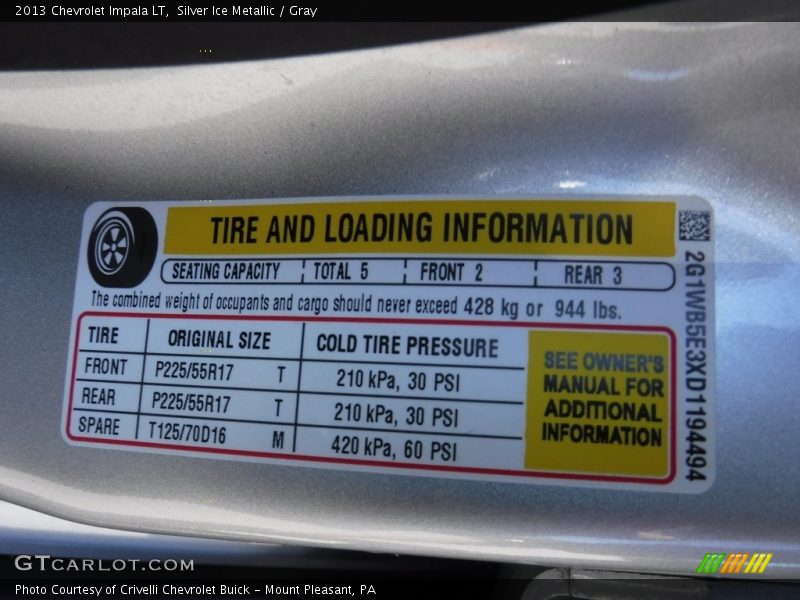 2013 Chevrolet Impala LT,  Silver Ice Metallic / Gray
TIRE AND LOADING INFORMATION
SEATING CAPACITY TOTAL 5 FRONT 2 REAR 3
The combined weight of occupants and cargo should never exceed 428 kg or 944 lbs.
TIRE ORIGINAL SIZE COLD TIRE PRESSURE
FRONT P225/55R17 T 210 kPa, 30 PSI
REAR P225/55R17 T 210 kPa, 30 PSI
SPARE T125/70D16 M 420 kPa, 60 PSI
SEE OWNER'S
MANUAL FOR
ADDITIONAL
INFORMATION
2G1WB5E3XD1194494
GTCARLOT.COM
Photo Courtesy of Crivelli Chevrolet Buick – Mount Pleasant, PA